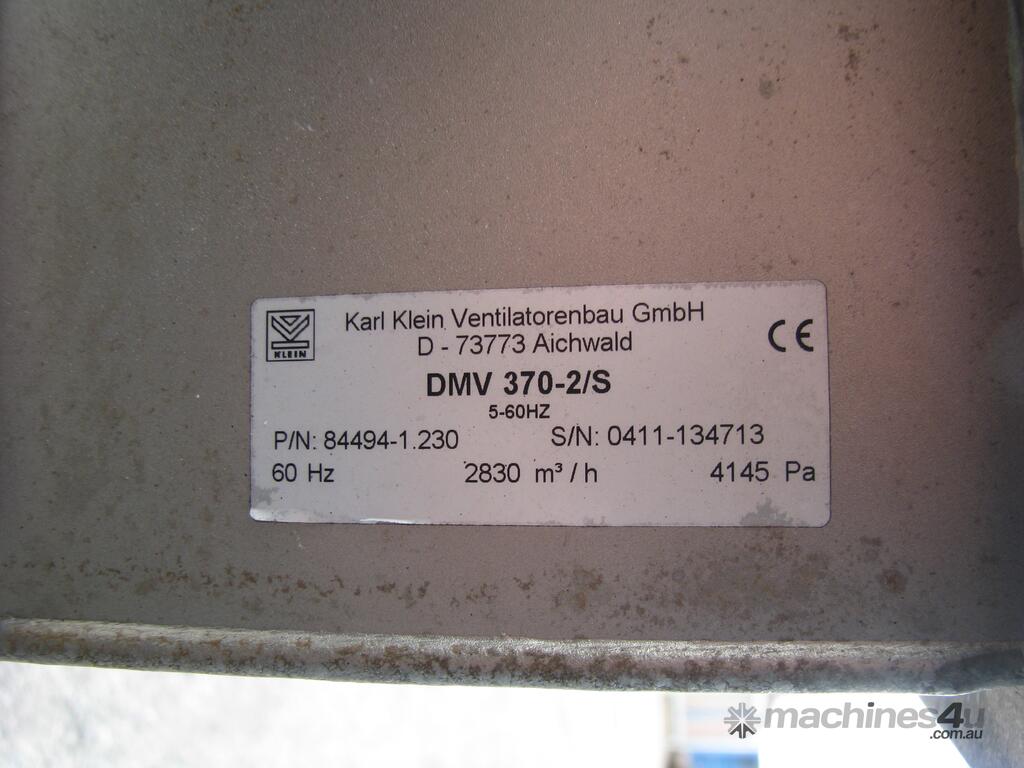 KLEIN
Karl Klein Ventilatorenbau GmbH
D - 73773 Aichwald
CE
DMV 370-2/S
5-60HZ
P/N: 84494-1.230 S/N: 0411-134713
60 Hz 2830 m³ / h 4145 Pa
machines4u
.com.au